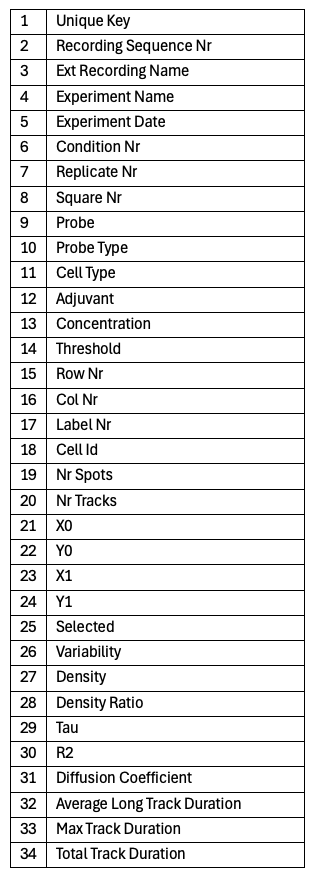 1 Unique Key
2 Recording Sequence Nr
3 Ext Recording Name
4 Experiment Name
5 Experiment Date
6 Condition Nr
7 Replicate Nr
8 Square Nr
9 Probe
10 Probe Type
11 Cell Type
12 Adjuvant
13 Concentration
14 Threshold
15 Row Nr
16 Col Nr
17 Label Nr
18 Cell Id
19 Nr Spots
20 Nr Tracks
21 X0
22 Y0
23 X1
24 Y1
25 Selected
26 Variability
27 Density
28 Density Ratio
29 Tau
30 R2
31 Diffusion Coefficient
32 Average Long Track Duration
33 Max Track Duration
34 Total Track Duration